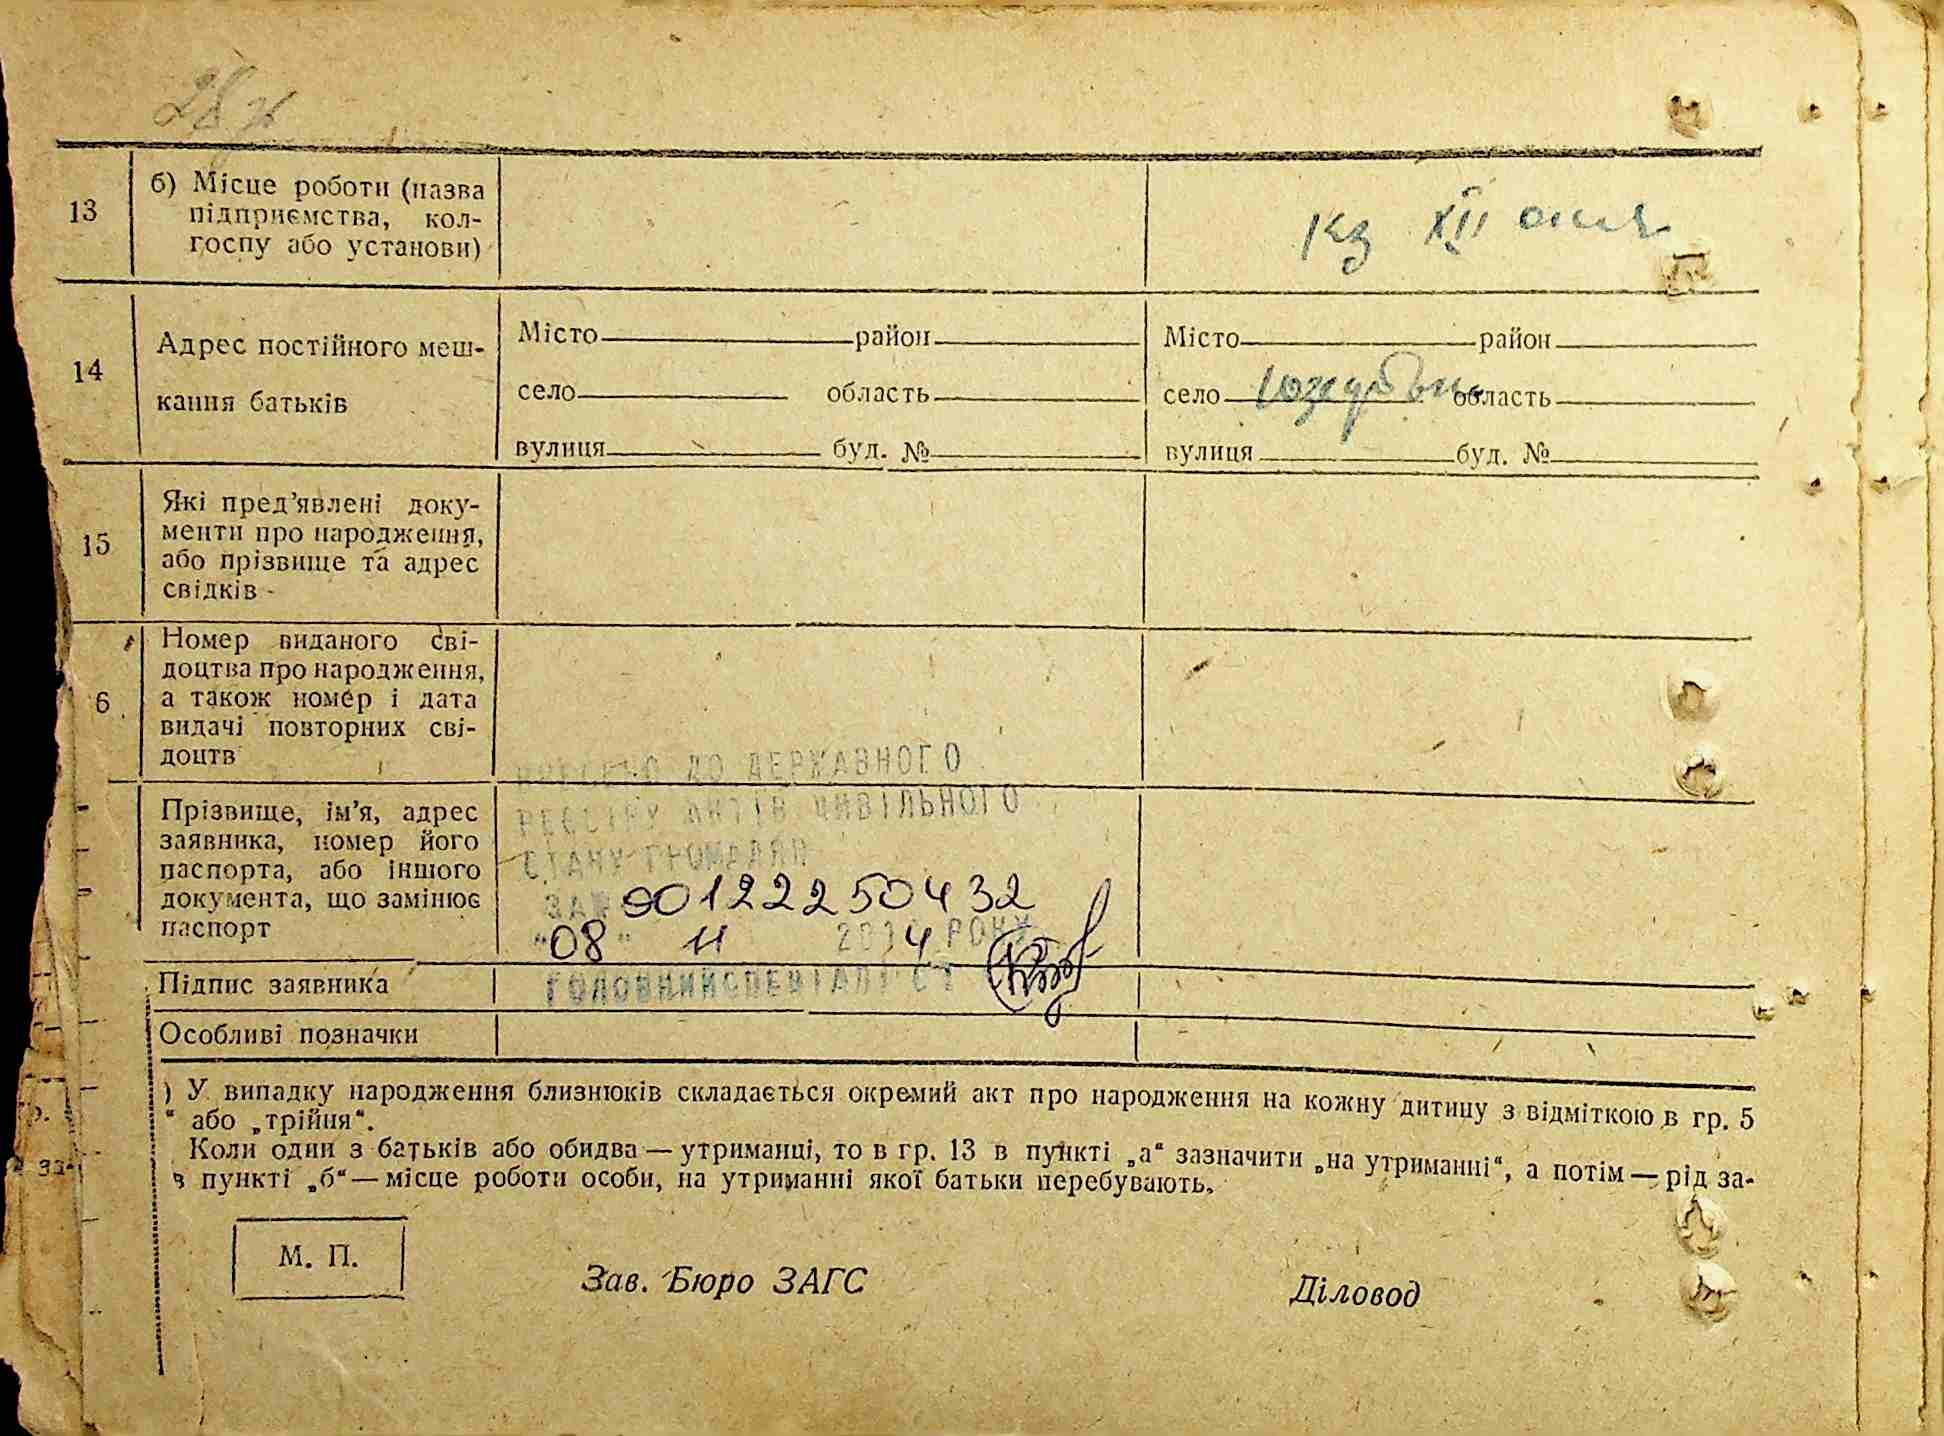 13
б) Місце роботи (назва
підприємства, кол-
госпу або установи)
кз XII
14
Адрес постійного меш-
кання батьків
Місто район
село область
вулиця буд. №
Місто район
село область
вулиця буд. №
15
Які пред’явлені доку-
менти про народження,
або прізвище та адрес
свідків -
6
Номер виданого сві-
доцтва про народження,
а також номер і дата
видачі повторних сві-
доцтв
Прізвище, ім’я, адрес
заявника, номер його
паспорта, або іншого
документа, що замінює
паспорт
ВНЕСЕНО ДО ДЕРЖАВНОГО
РЕЄСТРУ АКТІВ ЦИВІЛЬНОГО
СТАНУ ГРОМАДЯН
ЗА № 901222250432
"08" 11 2014 РОКУ
ГОЛОВНИЙ СПЕЦІАЛІСТ
Підпис заявника
Особливі позначки
) У випадку народження близнюків складається окремий акт про народження на кожну дитину з відміткою в гр. 5
“ або „трійня“.
Коли один з батьків або обидва — утриманці, то в гр. 13 в пункті „а“ зазначити „на утриманні“, а потім — рід за-
в пункті „б“ — місце роботи особи, на утриманні якої батьки перебувають.
М. П.
Зав. Бюро ЗАГС
Діловод